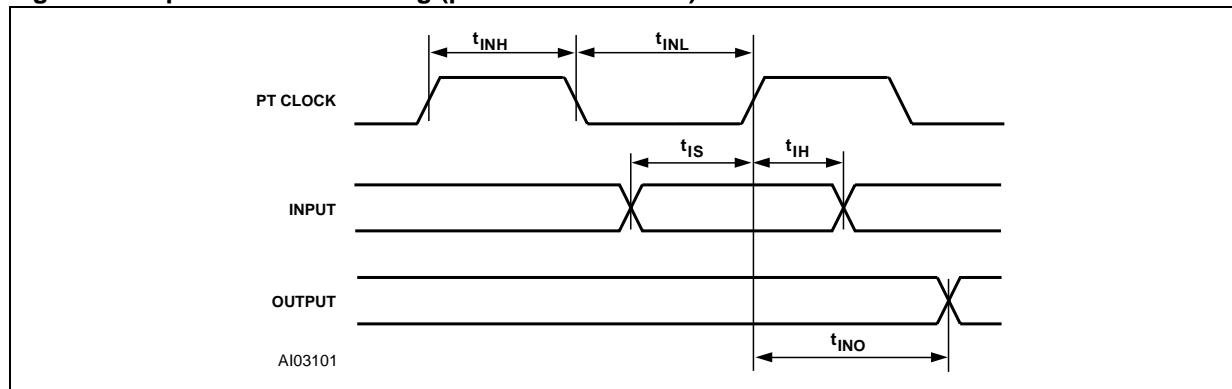 tINH tINL
PT CLOCK
tIS tIH
INPUT
OUTPUT
tINO
AI03101